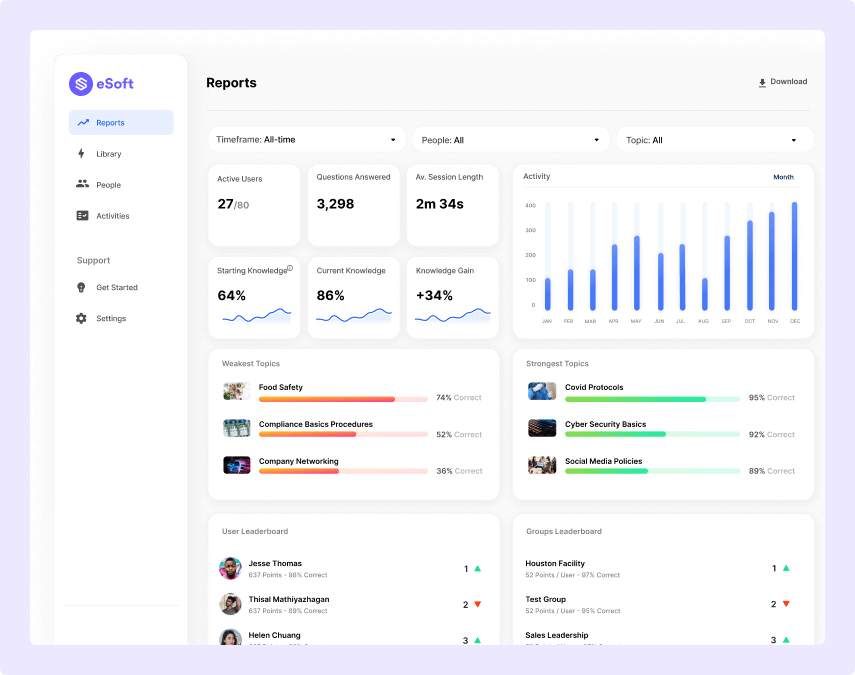 eSoft
Reports
Library
People
Activities
Support
Get Started
Settings
Reports
Download
Timeframe: All-time
People: All
Topic: All
Active Users
27/80
Questions Answered
3,298
Av. Session Length
2m 34s
Starting Knowledge
64%
Current Knowledge
86%
Knowledge Gain
+34%
Activity
Month
400
300
200
100
0
JAN FEB MAR APR MAY JUN JUL AUG SEP OCT NOV DEC
Weakest Topics
Food Safety
74% Correct
Compliance Basics Procedures
52% Correct
Company Networking
36% Correct
Strongest Topics
Covid Protocols
95% Correct
Cyber Security Basics
92% Correct
Social Media Policies
89% Correct
User Leaderboard
Jesse Thomas
637 Points - 98% Correct
1
Thisal Mathiyazhagan
637 Points - 89% Correct
2
Helen Chuang
3
Groups Leaderboard
Houston Facility
52 Points / User - 97% Correct
1
Test Group
52 Points / User - 95% Correct
2
Sales Leadership
3